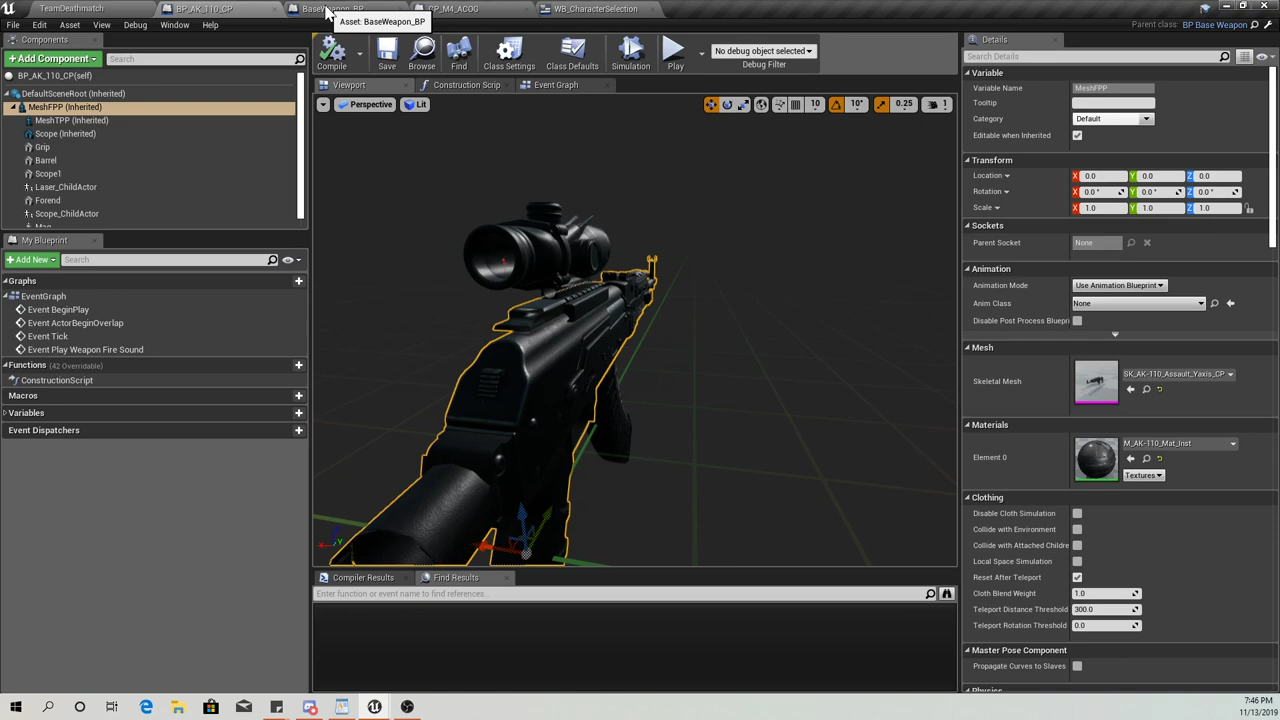 TeamDeathmatch
BP_AK_110_CP
BaseWeapon_BP
CP_M4_ACOG
WB_CharacterSelection
Asset: BaseWeapon_BP
File
Edit
Asset
View
Debug
Window
Help
Parent class: BP Base Weapon
Components
+ Add Component
Search
BP_AK_110_CP(self)
DefaultSceneRoot (Inherited)
MeshFPP (Inherited)
MeshTPP (Inherited)
Scope (Inherited)
Grip
Barrel
Scope1
Laser_ChildActor
Forend
Scope_ChildActor
My Blueprint
+ Add New
Search
Graphs
EventGraph
Event BeginPlay
Event ActorBeginOverlap
Event Tick
Event Play Weapon Fire Sound
Functions (42 Overridable)
ConstructionScript
Macros
Variables
Event Dispatchers
Compile
Save
Browse
Find
Class Settings
Class Defaults
Simulation
Play
No debug object selected
Debug Filter
Viewport
Construction Scrip
Event Graph
Perspective
Lit
10
10°
0.25
1
Compiler Results
Find Results
Enter function or event name to find references...
Details
Search Details
Variable
Variable Name MeshFPP
Tooltip
Category Default
Editable when Inherited
Transform
Location X 0.0 Y 0.0 Z 0.0
Rotation X 0.0 ° Y 0.0 ° Z 0.0 °
Scale X 1.0 Y 1.0 Z 1.0
Sockets
Parent Socket None
Animation
Animation Mode Use Animation Blueprint
Anim Class None
Disable Post Process Bluepri
Mesh
Skeletal Mesh SK_AK-110_Assault_Yaxis_CP
Materials
Element 0 M_AK-110_Mat_Inst
Textures
Clothing
Disable Cloth Simulation
Collide with Environment
Collide with Attached Childre
Local Space Simulation
Reset After Teleport
Cloth Blend Weight 1.0
Teleport Distance Threshold 300.0
Teleport Rotation Threshold 0.0
Master Pose Component
Propagate Curves to Slaves
7:46 PM
11/13/2019